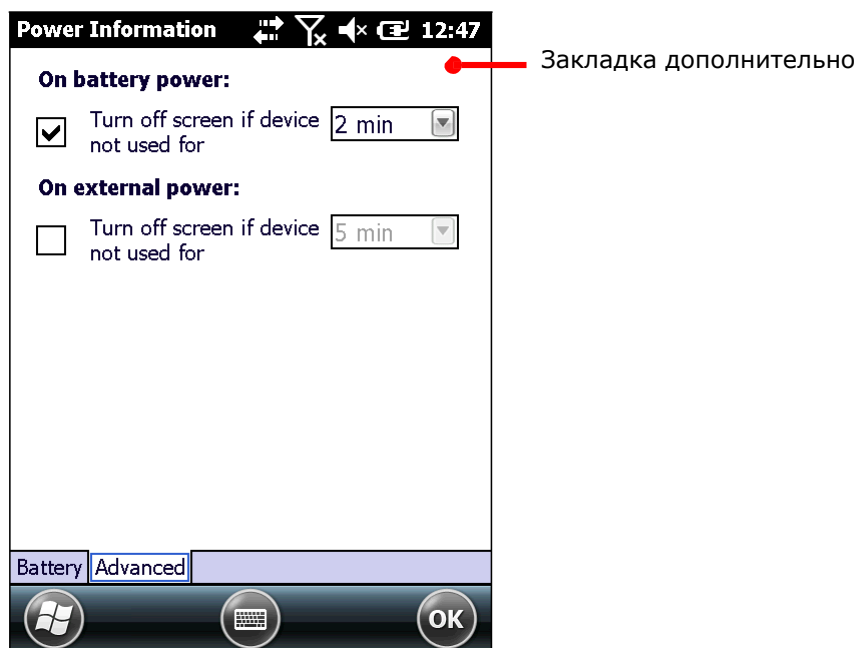 Power Information 12:47
Закладка дополнительно
On battery power:
Turn off screen if device 2 min
not used for
On external power:
Turn off screen if device 5 min
not used for
Battery Advanced
OK